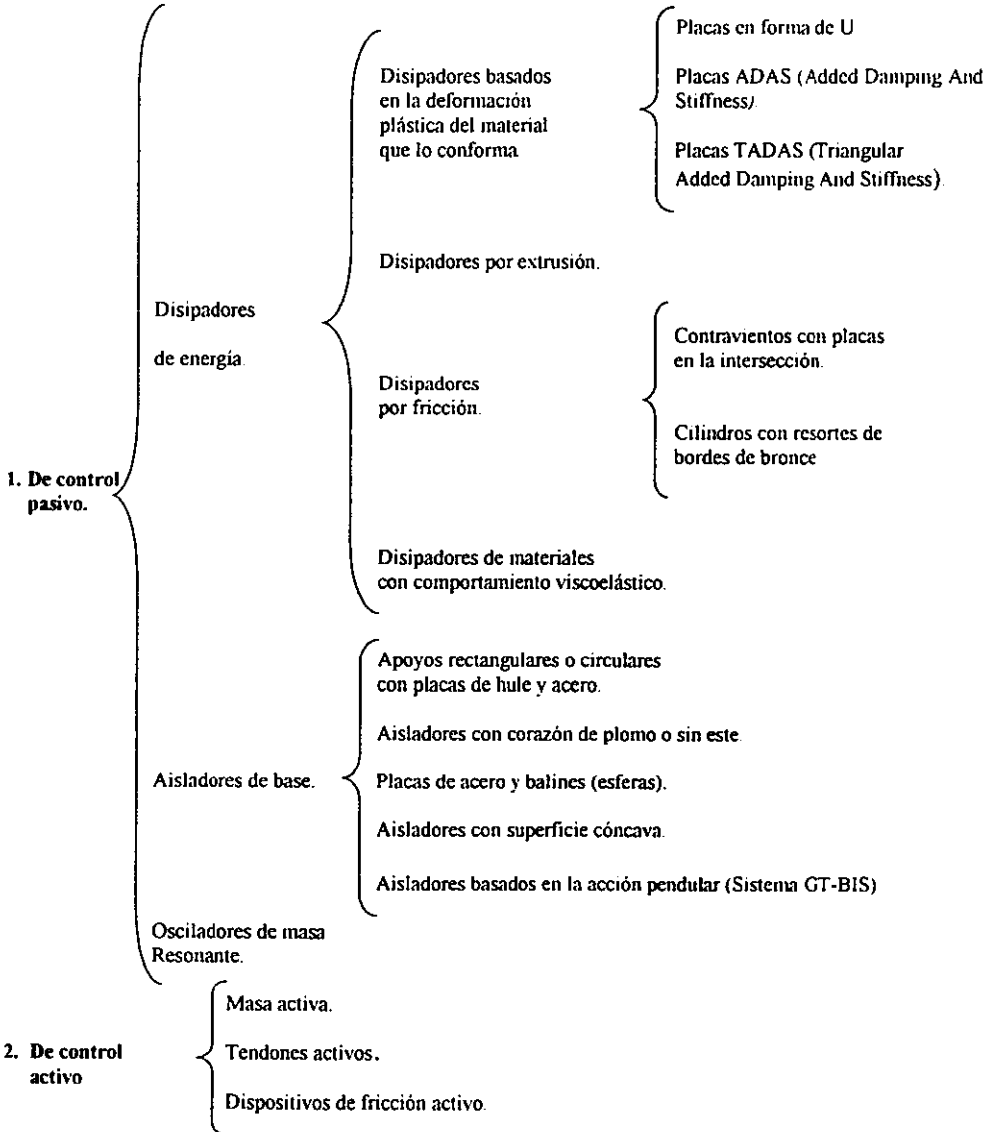 Placas en forma de U
Disipadores basados
en la deformación
plástica del material
que lo conforma
Placas ADAS (Added Damping And
Stiffness)
Placas TADAS (Triangular
Added Damping And Stiffness).
Disipadores por extrusión.
Disipadores
de energía.
Contravientos con placas
en la intersección.
Disipadores
por fricción.
Cilindros con resortes de
bordes de bronce
1. De control
pasivo.
Disipadores de materiales
con comportamiento viscoelástico.
Apoyos rectangulares o circulares
con placas de hule y acero.
Aisladores con corazón de plomo o sin este.
Aisladores de base.
Placas de acero y balines (esferas).
Aisladores con superficie cóncava.
Aisladores basados en la acción pendular (Sistema GT-BIS)
Osciladores de masa
Resonante.
Masa activa.
2. De control
activo
Tendones activos.
Dispositivos de fricción activo.